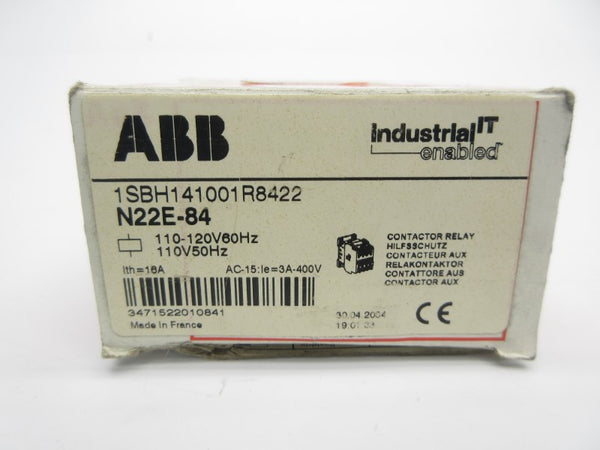 ABB
Industrial IT
enabled™
1SBH141001R8422
N22E-84
110-120V60Hz
110V50Hz
Ith=16A AC-15:Ie=3A-400V
CONTACTOR RELAY
HILFSSCHUTZ
CONTACTEUR AUX
RELAKONTAKTOR
CONTATTORE AUS
CONTACTOR AUX
3471522010841
Made in France
30.04.2004
CE